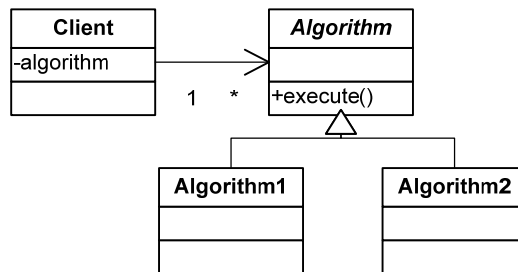 Client
-algorithm
Algorithm
+execute()
1 *
Algorithm1
Algorithm2